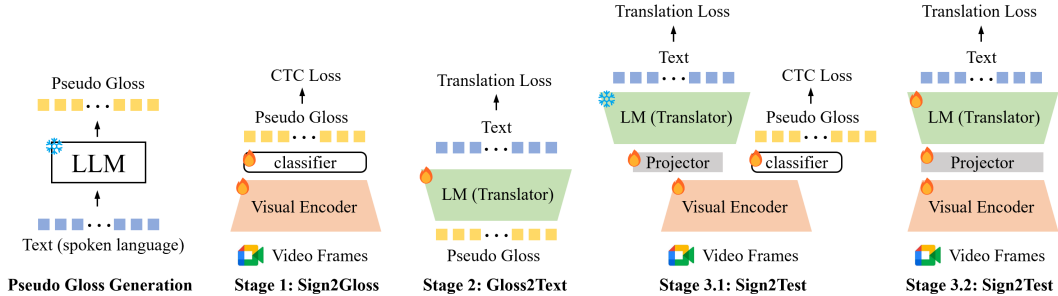 Pseudo Gloss
LLM
Text (spoken language)
Pseudo Gloss Generation
CTC Loss
Pseudo Gloss
classifier
Visual Encoder
Video Frames
Stage 1: Sign2Gloss
Translation Loss
Text
LM (Translator)
Pseudo Gloss
Stage 2: Gloss2Text
Translation Loss
Text
LM (Translator)
Projector
CTC Loss
Pseudo Gloss
classifier
Visual Encoder
Video Frames
Stage 3.1: Sign2Test
Translation Loss
Text
LM (Translator)
Projector
Visual Encoder
Video Frames
Stage 3.2: Sign2Test